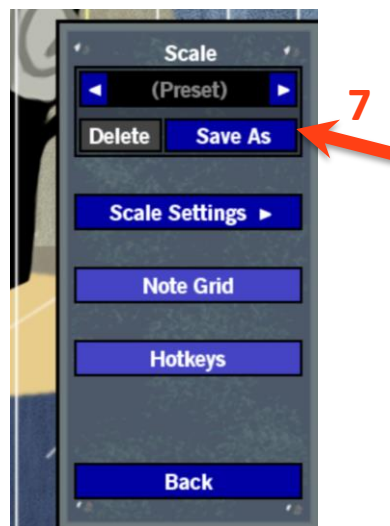 Scale
◄ (Preset) ►
7
Delete Save As
Scale Settings ►
Note Grid
Hotkeys
Back